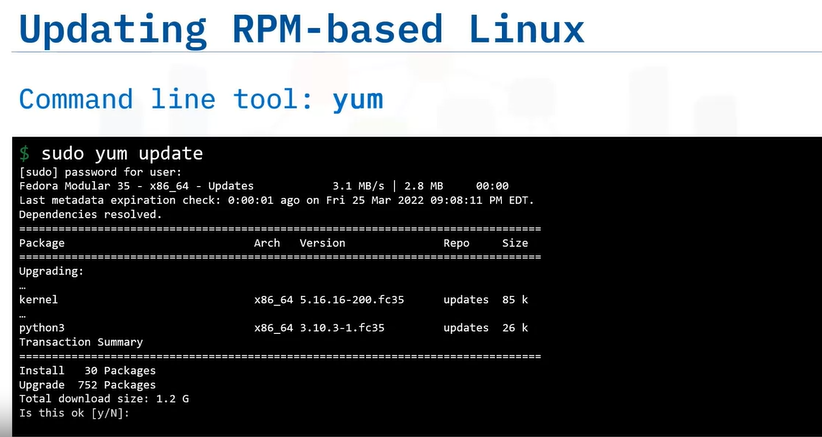 Updating RPM-based Linux
Command line tool: yum
$ sudo yum update
[sudo] password for user:
Fedora Modular 35 - x86_64 - Updates 3.1 MB/s | 2.8 MB 00:00
Last metadata expiration check: 0:00:01 ago on Fri 25 Mar 2022 09:08:11 PM EDT.
Dependencies resolved.
================================================================================
Package Arch Version Repo Size
================================================================================
Upgrading:
…
kernel x86_64 5.16.16-200.fc35 updates 85 k
…
python3 x86_64 3.10.3-1.fc35 updates 26 k
Transaction Summary
================================================================================
Install 30 Packages
Upgrade 752 Packages
Total download size: 1.2 G
Is this ok [y/N]: